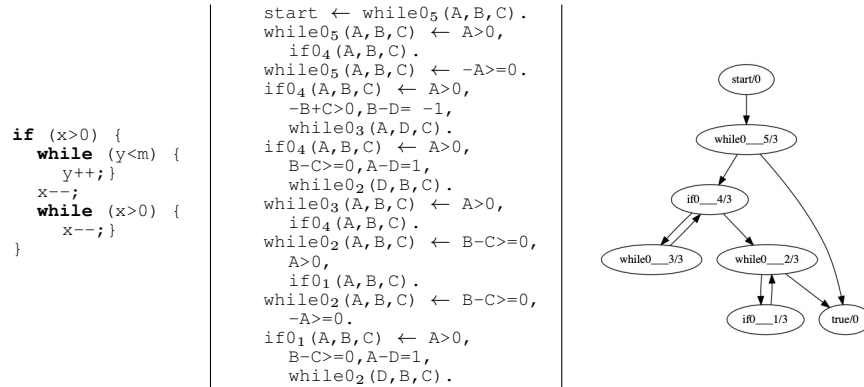 if (x>0) {
while (y<m) {
y++;}
x--;
while (x>0) {
x--;}
}
start ← while0₅(A,B,C).
while0₅(A,B,C) ← A>0,
if0₄(A,B,C).
while0₅(A,B,C) ← -A>=0.
if0₄(A,B,C) ← A>0,
-B+C>0,B-D= -1,
while0₃(A,D,C).
if0₄(A,B,C) ← A>0,
B-C>=0,A-D=1,
while0₂(D,B,C).
while0₃(A,B,C) ← A>0,
if0₄(A,B,C).
while0₂(A,B,C) ← B-C>=0,
A>0,
if0₁(A,B,C).
while0₂(A,B,C) ← B-C>=0,
-A>=0.
if0₁(A,B,C) ← A>0,
B-C>=0,A-D=1,
while0₂(D,B,C).
start/0
while0___5/3
if0___4/3
while0___3/3
while0___2/3
if0___1/3
true/0